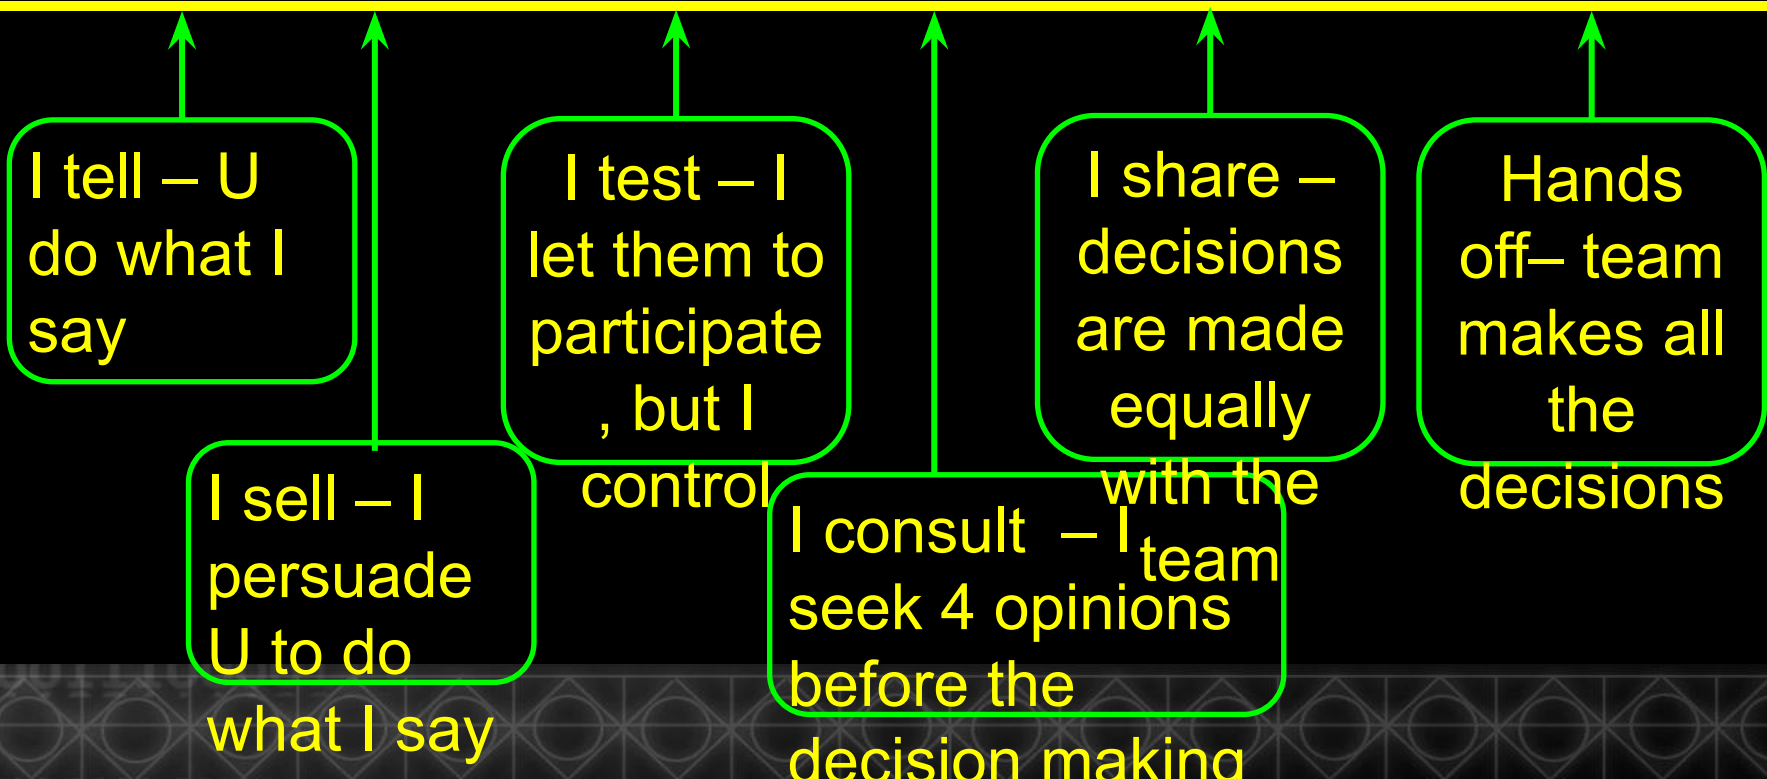 I tell – U
do what I
say
I sell – I
persuade
U to do
what I say
I test – I
let them to
participate
, but I
control
I consult – I
seek 4 opinions
before the
decision making
I share –
decisions
are made
equally
with the
team
Hands
off– team
makes all
the
decisions